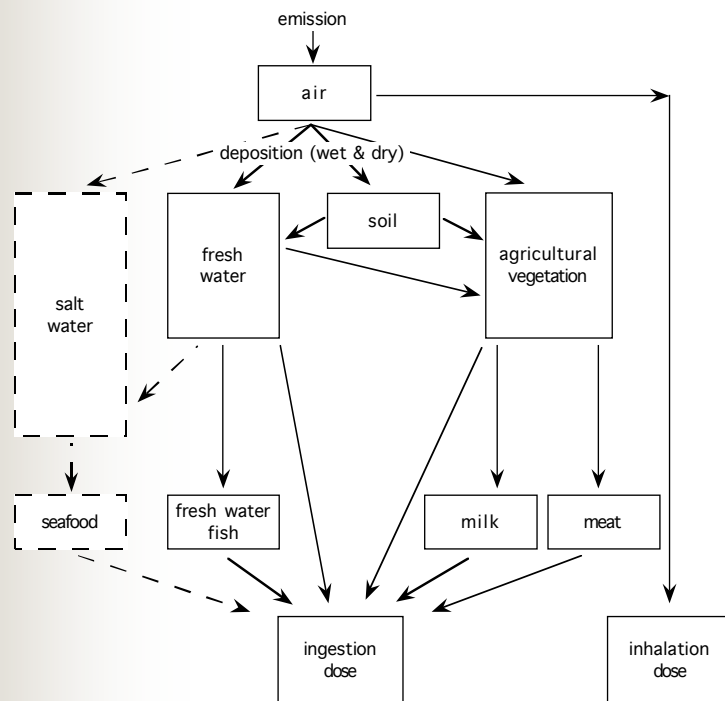 emission
air
deposition (wet & dry)
soil
fresh
water
agricultural
vegetation
salt
water
seafood
fresh water
fish
milk
meat
ingestion
dose
inhalation
dose